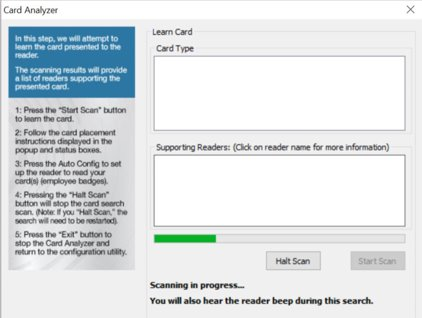 Card Analyzer
In this step, we will attempt to
learn the card presented to the
reader.
The scanning results will provide
a list of readers supporting the
presented card.
1: Press the "Start Scan" button
to learn the card.
2: Follow the card placement
instructions displayed in the
popup and status boxes.
3: Press the Auto Config to set
up the reader to read your
card(s) (employee badges).
4: Pressing the "Halt Scan"
button will stop the card search
scan. (Note: If you "Halt Scan," the
search will need to be restarted).
5: Press the "Exit" button to
stop the Card Analyzer and
return to the configuration utility.
Learn Card
Card Type
Supporting Readers: (Click on reader name for more information)
Halt Scan
Start Scan
Scanning in progress...
You will also hear the reader beep during this search.